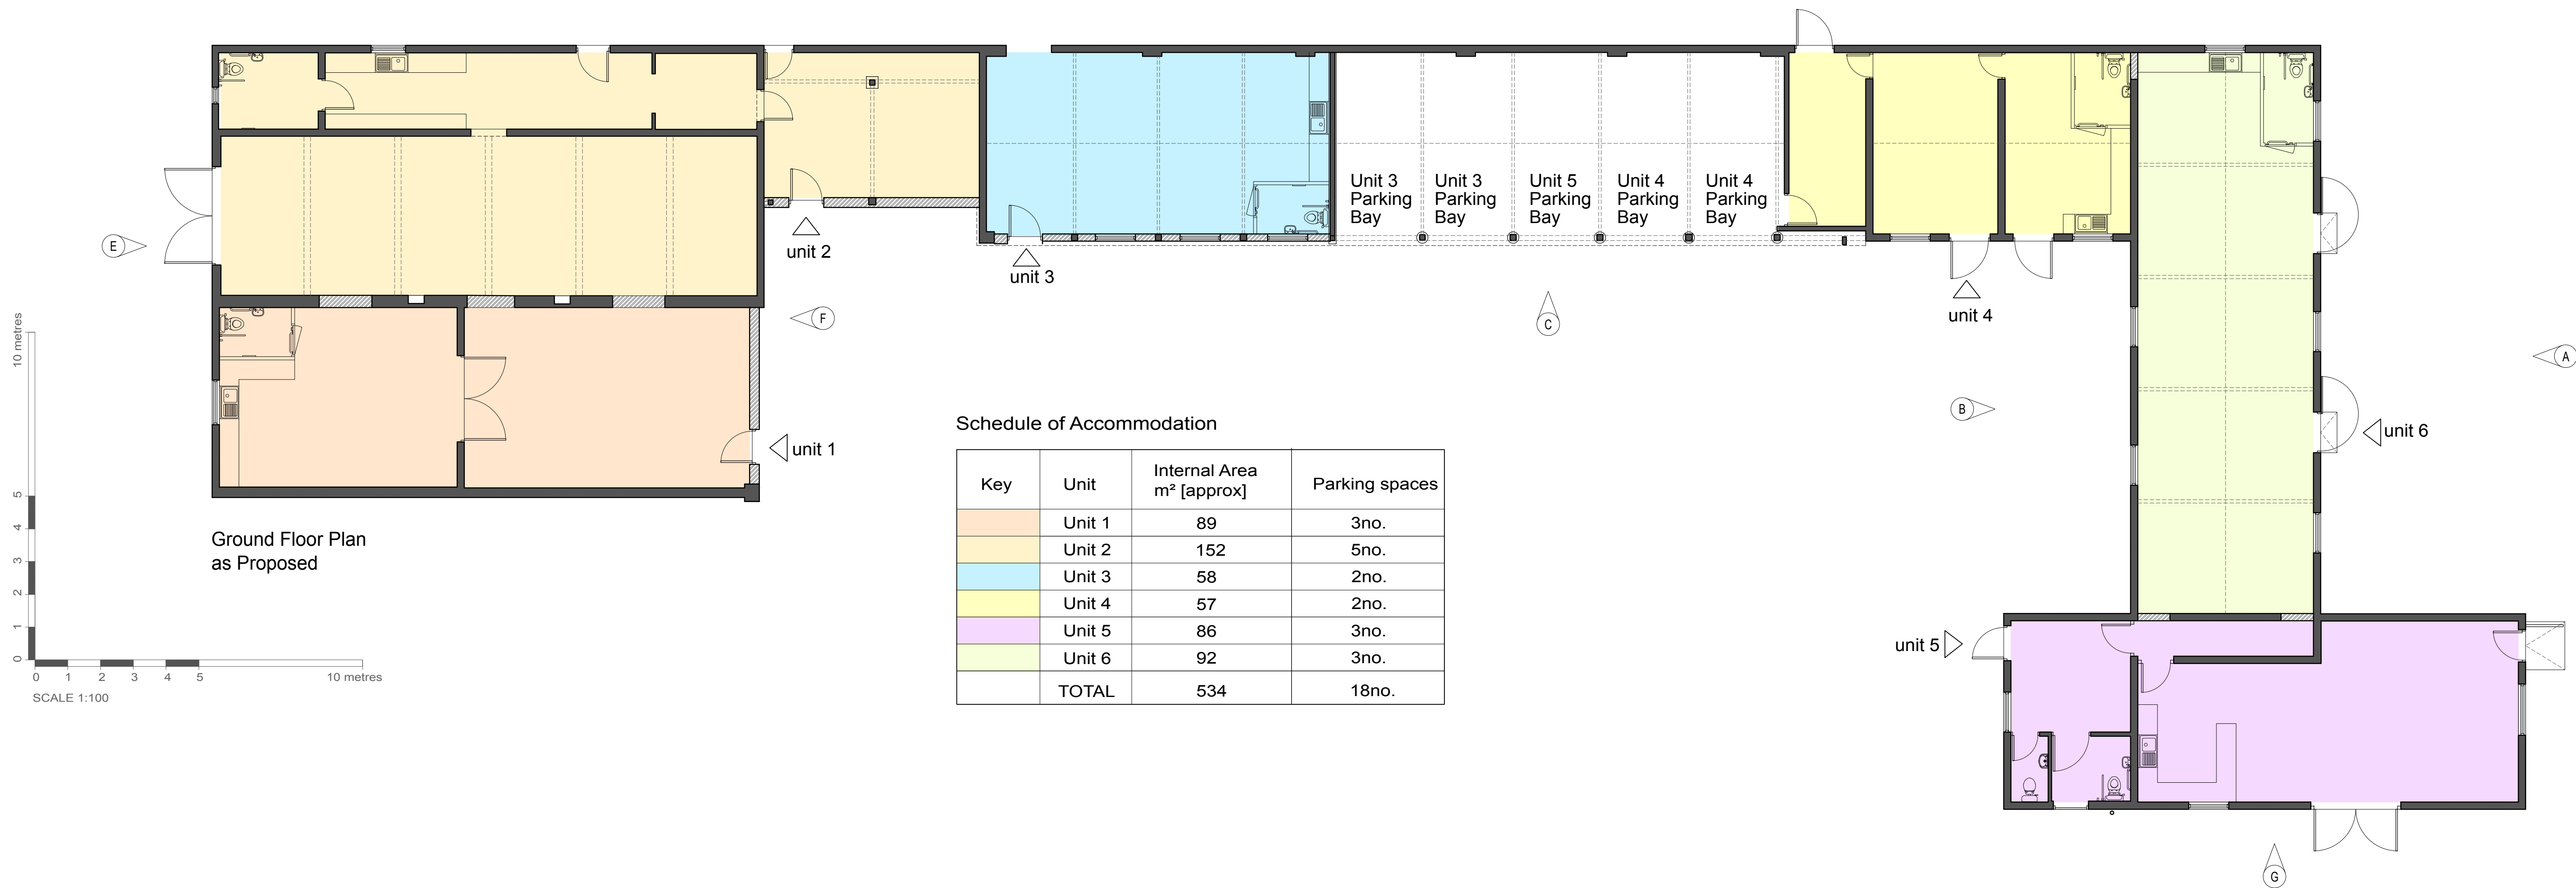 Unit 3
Parking
Bay
Unit 3
Parking
Bay
Unit 5
Parking
Bay
Unit 4
Parking
Bay
Unit 4
Parking
Bay
E
unit 2
unit 3
unit 4
F
C
A
B
unit 1
unit 6
unit 5
G
Ground Floor Plan
as Proposed
10 metres
5
4
3
2
1
0
0 1 2 3 4 5 10 metres
SCALE 1:100
Schedule of Accommodation
Key Unit Internal Area m² [approx] Parking spaces
Unit 1 89 3no.
Unit 2 152 5no.
Unit 3 58 2no.
Unit 4 57 2no.
Unit 5 86 3no.
Unit 6 92 3no.
TOTAL 534 18no.